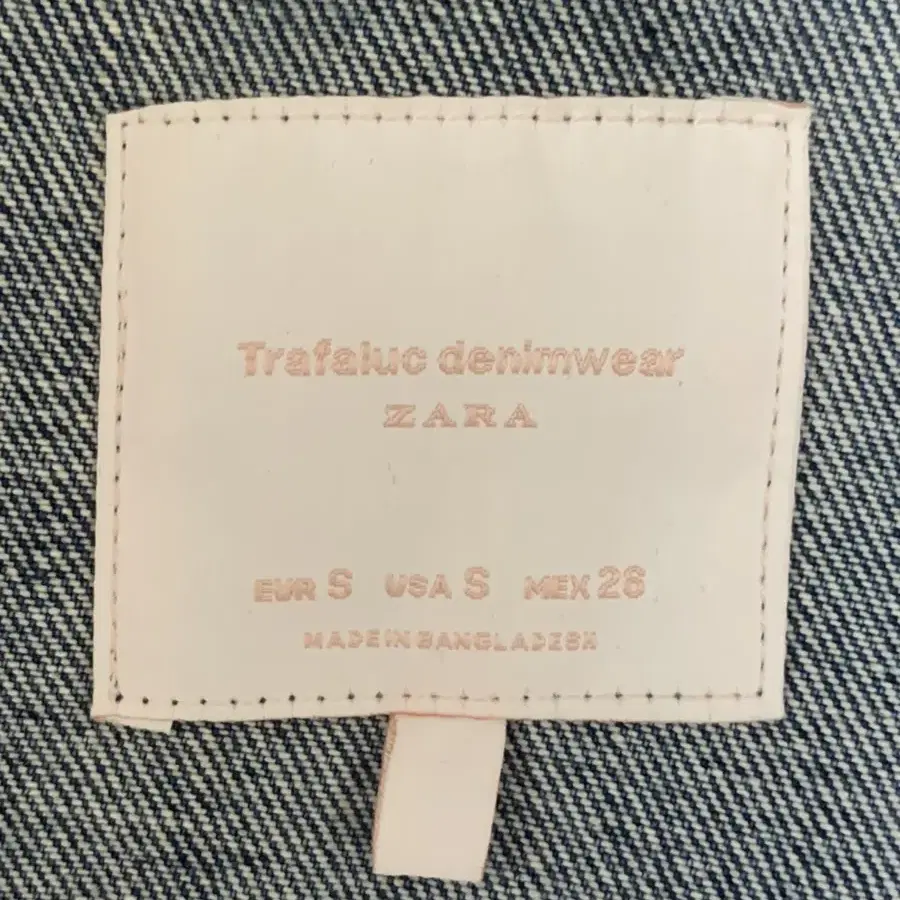 Trafaluc denimwear
ZARA
EUR S USA S MEX 26
MADE IN BANGLADESH